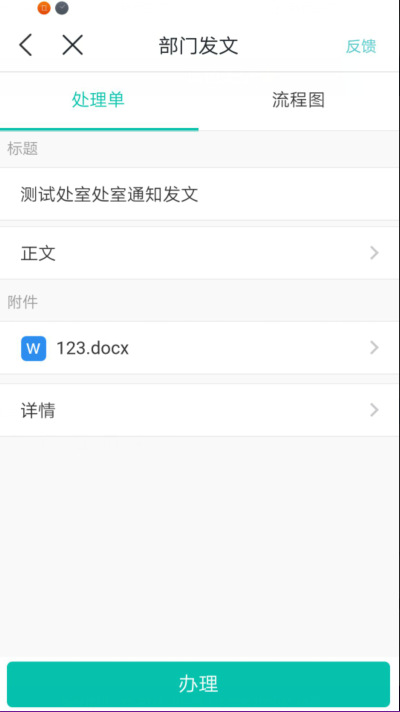 部门发文
反馈
处理单
流程图
标题
测试处室处室通知发文
正文
附件
W 123.docx
详情
办理